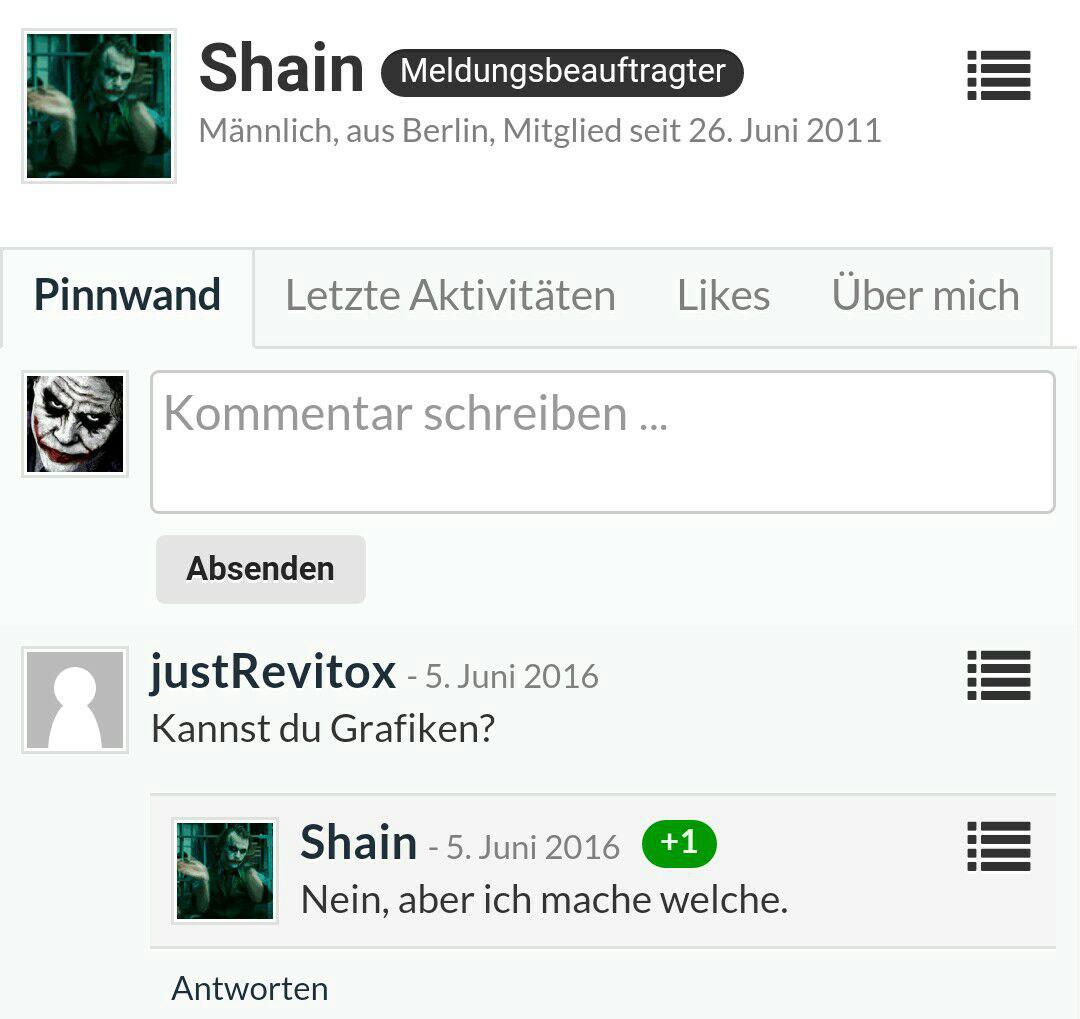 Shain Meldungsbeauftragter
Männlich, aus Berlin, Mitglied seit 26. Juni 2011
Pinnwand Letzte Aktivitäten Likes Über mich
Kommentar schreiben ...
Absenden
justRevitox - 5. Juni 2016
Kannst du Grafiken?
Shain - 5. Juni 2016 +1
Nein, aber ich mache welche.
Antworten